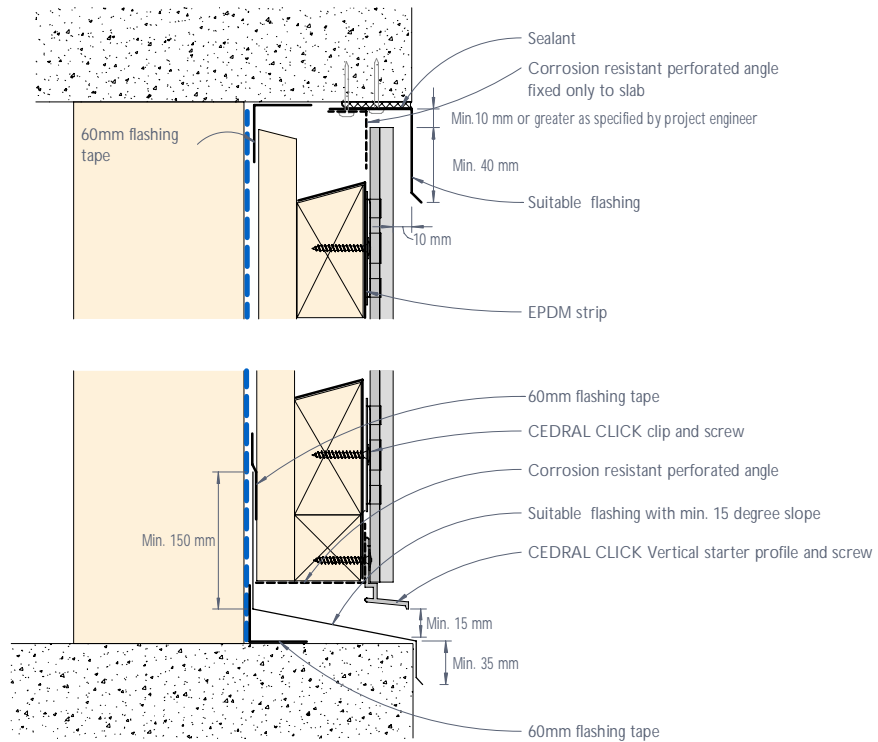 Sealant
Corrosion resistant perforated angle
fixed only to slab
Min.10 mm or greater as specified by project engineer
60mm flashing
tape
Min. 40 mm
Suitable flashing
10 mm
EPDM strip
60mm flashing tape
CEDRAL CLICK clip and screw
Corrosion resistant perforated angle
Suitable flashing with min. 15 degree slope
Min. 150 mm
CEDRAL CLICK Vertical starter profile and screw
Min. 15 mm
Min. 35 mm
60mm flashing tape